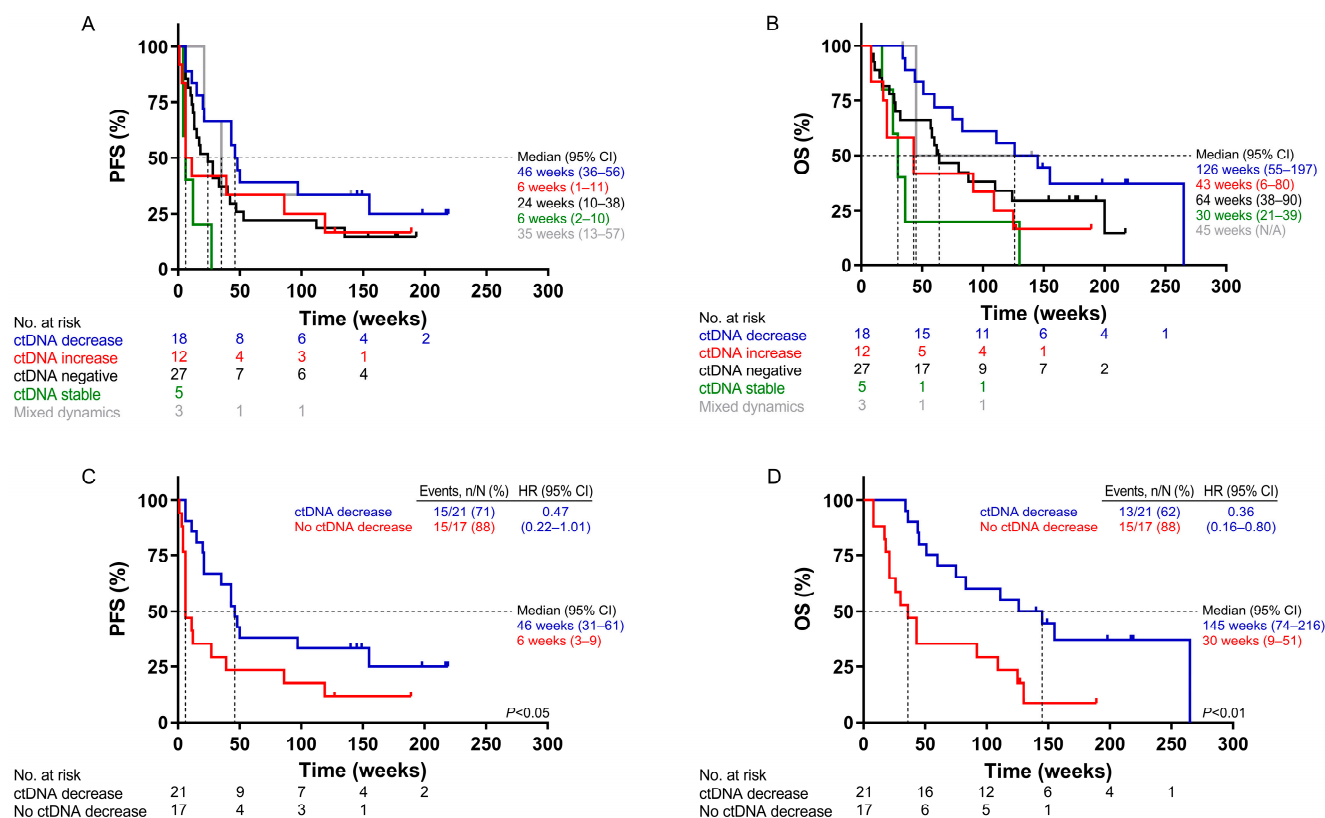 A
PFS (%)
100
75
50
25
0
0 50 100 150 200 250 300
Time (weeks)
Median (95% CI)
46 weeks (36–56)
6 weeks (1–11)
24 weeks (10–38)
6 weeks (2–10)
35 weeks (13–57)
No. at risk
ctDNA decrease 18 8 6 4 2
ctDNA increase 12 4 3 1
ctDNA negative 27 7 6 4
ctDNA stable 5
Mixed dynamics 3 1 1
B
OS (%)
100
75
50
25
0
0 50 100 150 200 250 300
Time (weeks)
Median (95% CI)
126 weeks (55–197)
43 weeks (6–80)
64 weeks (38–90)
30 weeks (21–39)
45 weeks (N/A)
No. at risk
ctDNA decrease 18 15 11 6 4 1
ctDNA increase 12 5 4 1
ctDNA negative 27 17 9 7 2
ctDNA stable 5 1 1
Mixed dynamics 3 1 1
C
Events, n/N (%) HR (95% CI)
ctDNA decrease 15/21 (71) 0.47
No ctDNA decrease 15/17 (88) (0.22–1.01)
PFS (%)
100
75
50
25
0
0 50 100 150 200 250 300
Time (weeks)
Median (95% CI)
46 weeks (31–61)
6 weeks (3–9)
P<0.05
No. at risk
ctDNA decrease 21 9 7 4 2
No ctDNA decrease 17 4 3 1
D
Events, n/N (%) HR (95% CI)
ctDNA decrease 13/21 (62) 0.36
No ctDNA decrease 15/17 (88) (0.16–0.80)
OS (%)
100
75
50
25
0
0 50 100 150 200 250 300
Time (weeks)
Median (95% CI)
145 weeks (74–216)
30 weeks (9–51)
P<0.01
No. at risk
ctDNA decrease 21 16 12 6 4 1
No ctDNA decrease 17 6 5 1